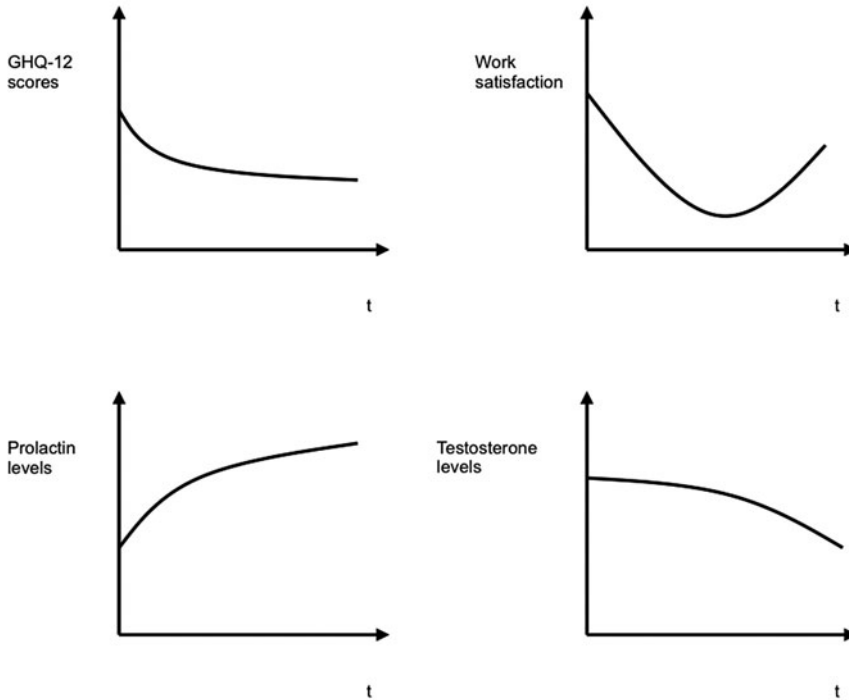 GHQ-12
scores
t
Work
satisfaction
t
Prolactin
levels
t
Testosterone
levels
t